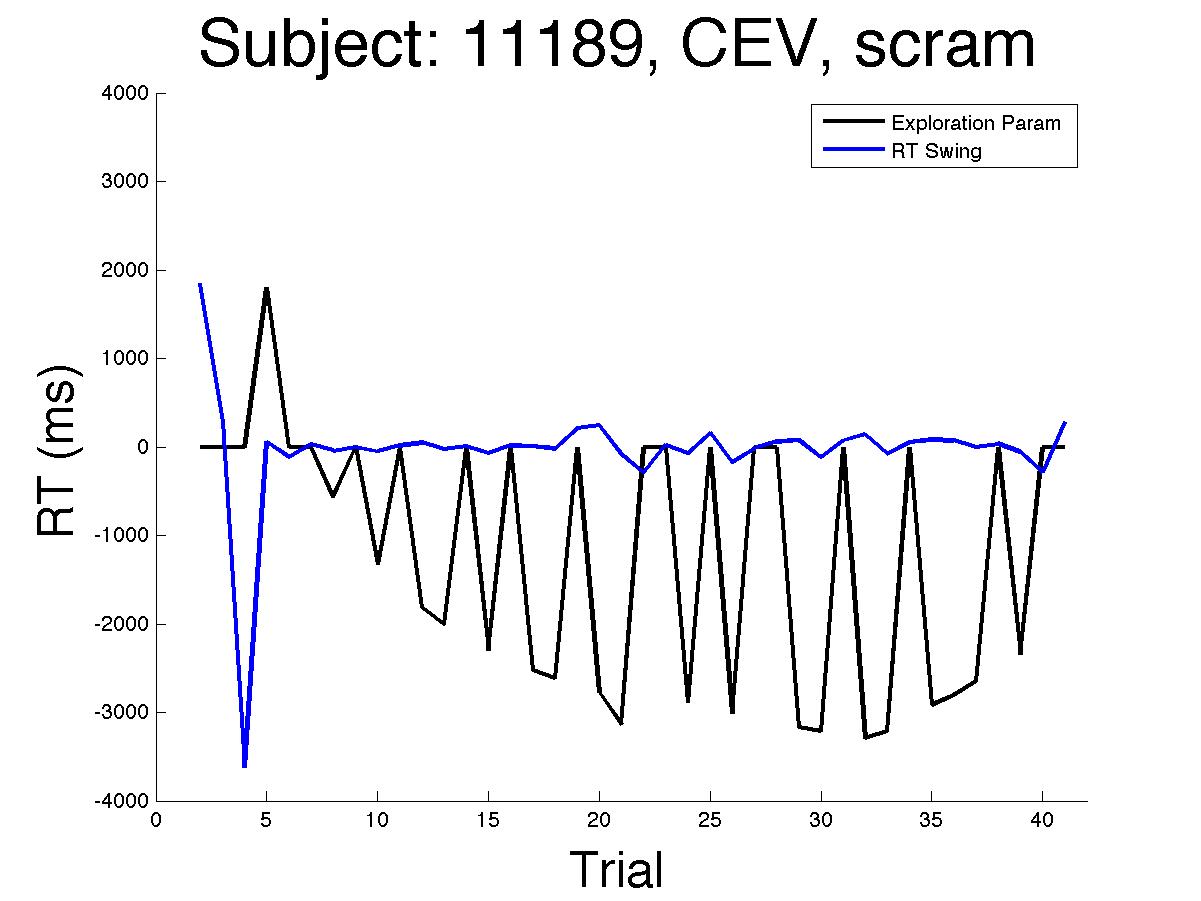 Subject: 11189, CEV, scram
Exploration Param
RT Swing
4000
3000
2000
1000
0
-1000
-2000
-3000
-4000
RT (ms)
0 5 10 15 20 25 30 35 40
Trial